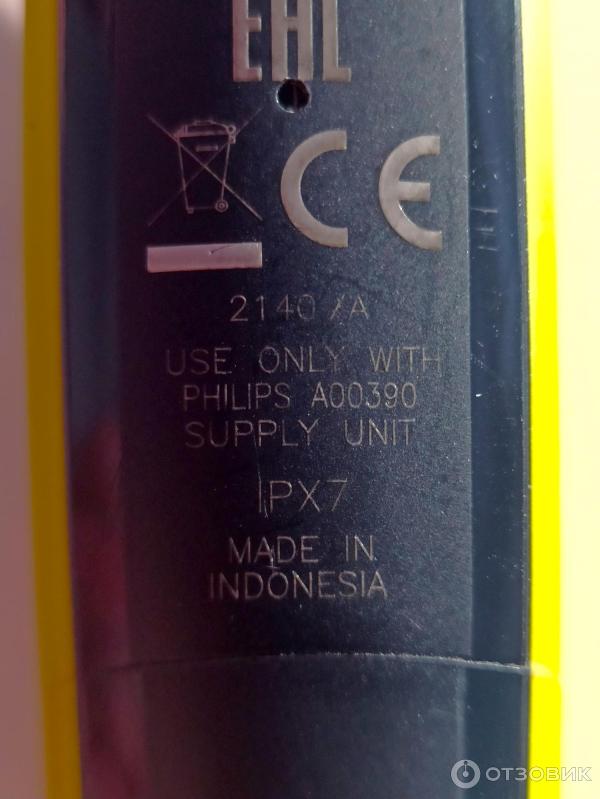 EAC
CE
2140 /A
USE ONLY WITH
PHILIPS A00390
SUPPLY UNIT
IPX7
MADE IN
INDONESIA
ОТЗОВИК